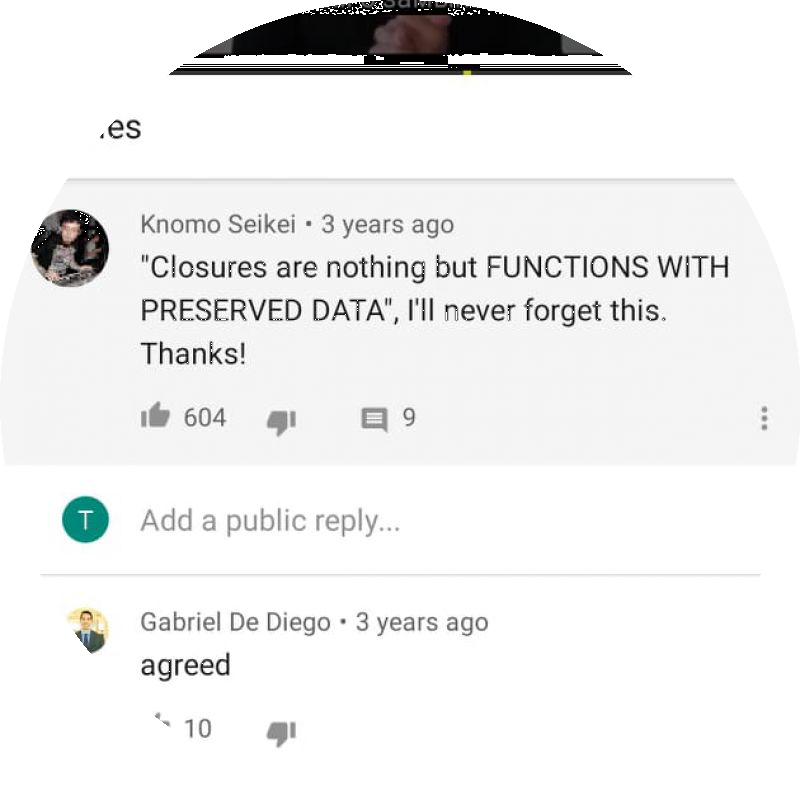 es
Knomo Seikei • 3 years ago
"Closures are nothing but FUNCTIONS WITH
PRESERVED DATA", I'll never forget this.
Thanks!
604 9
T Add a public reply...
Gabriel De Diego • 3 years ago
agreed
10